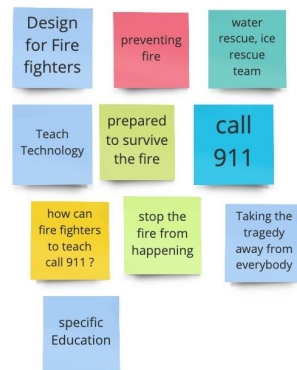 Design
for Fire
fighters
preventing
fire
water
rescue, ice
rescue
team
Teach
Technology
prepared
to survive
the fire
call
911
how can
fire fighters
to teach
call 911 ?
stop the
fire from
happening
Taking the
tragedy
away from
everybody
specific
Education